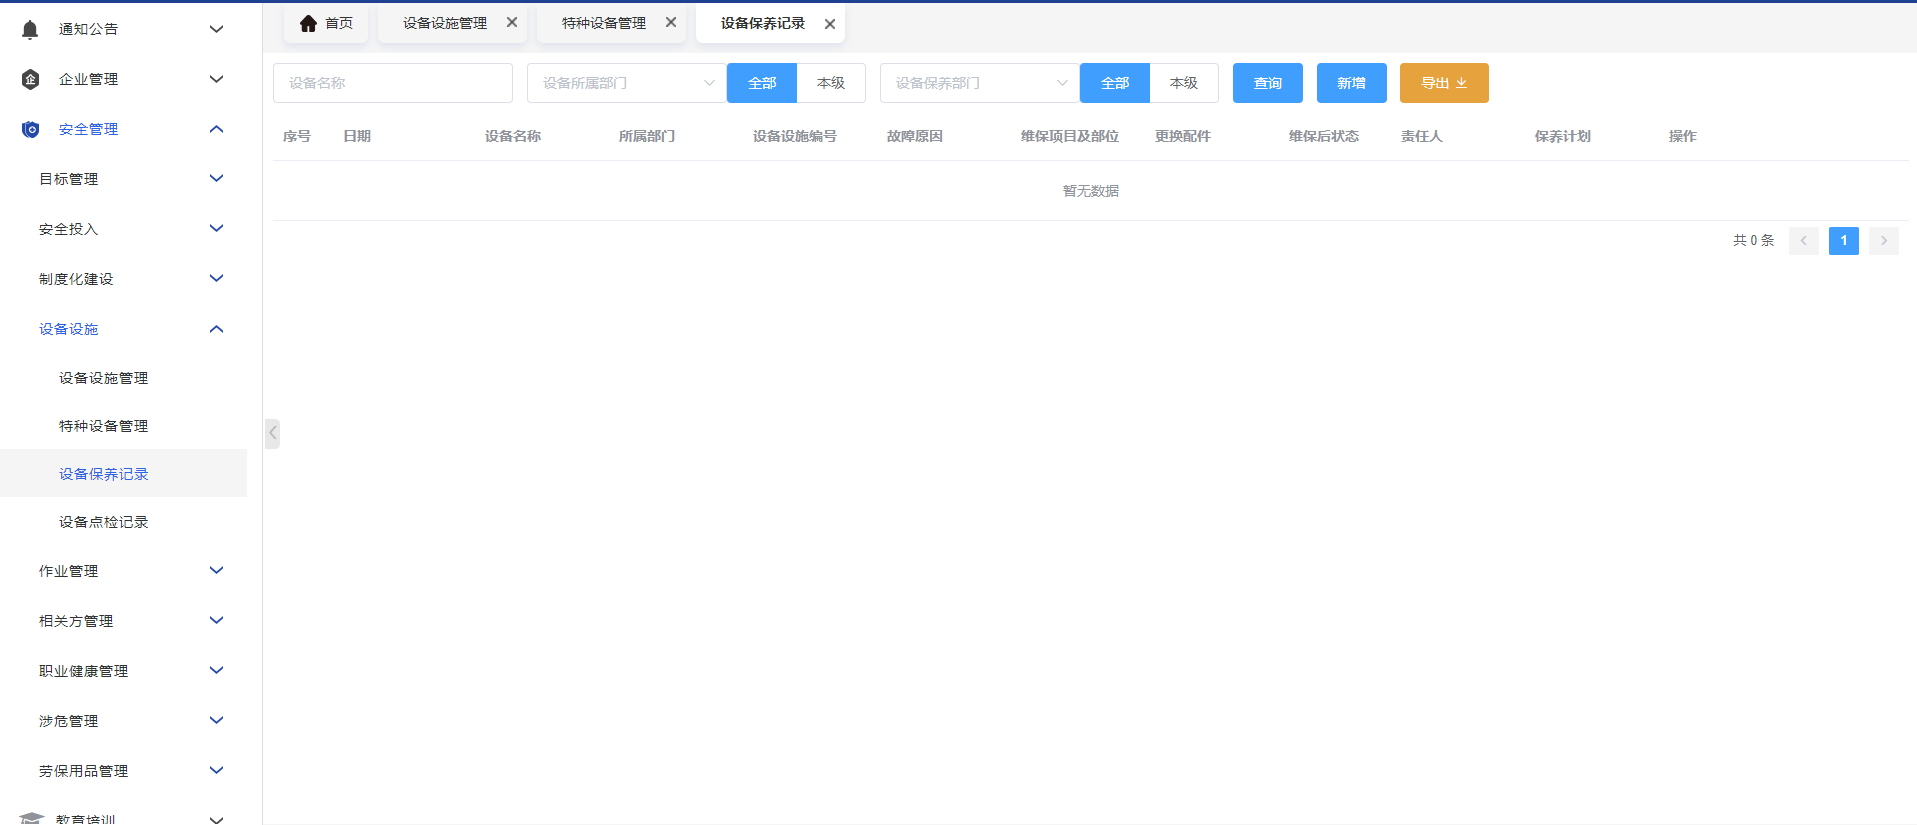 通知公告
企业管理
安全管理
目标管理
安全投入
制度化建设
设备设施
设备设施管理
特种设备管理
设备保养记录
设备点检记录
作业管理
相关方管理
职业健康管理
涉危管理
劳保用品管理
教育培训
首页 设备设施管理 特种设备管理 设备保养记录
设备名称 设备所属部门 全部 本级 设备保养部门 全部 本级 查询 新增 导出
序号 日期 设备名称 所属部门 设备设施编号 故障原因 维保项目及部位 更换配件 维保后状态 责任人 保养计划 操作
暂无数据
共 0 条 1